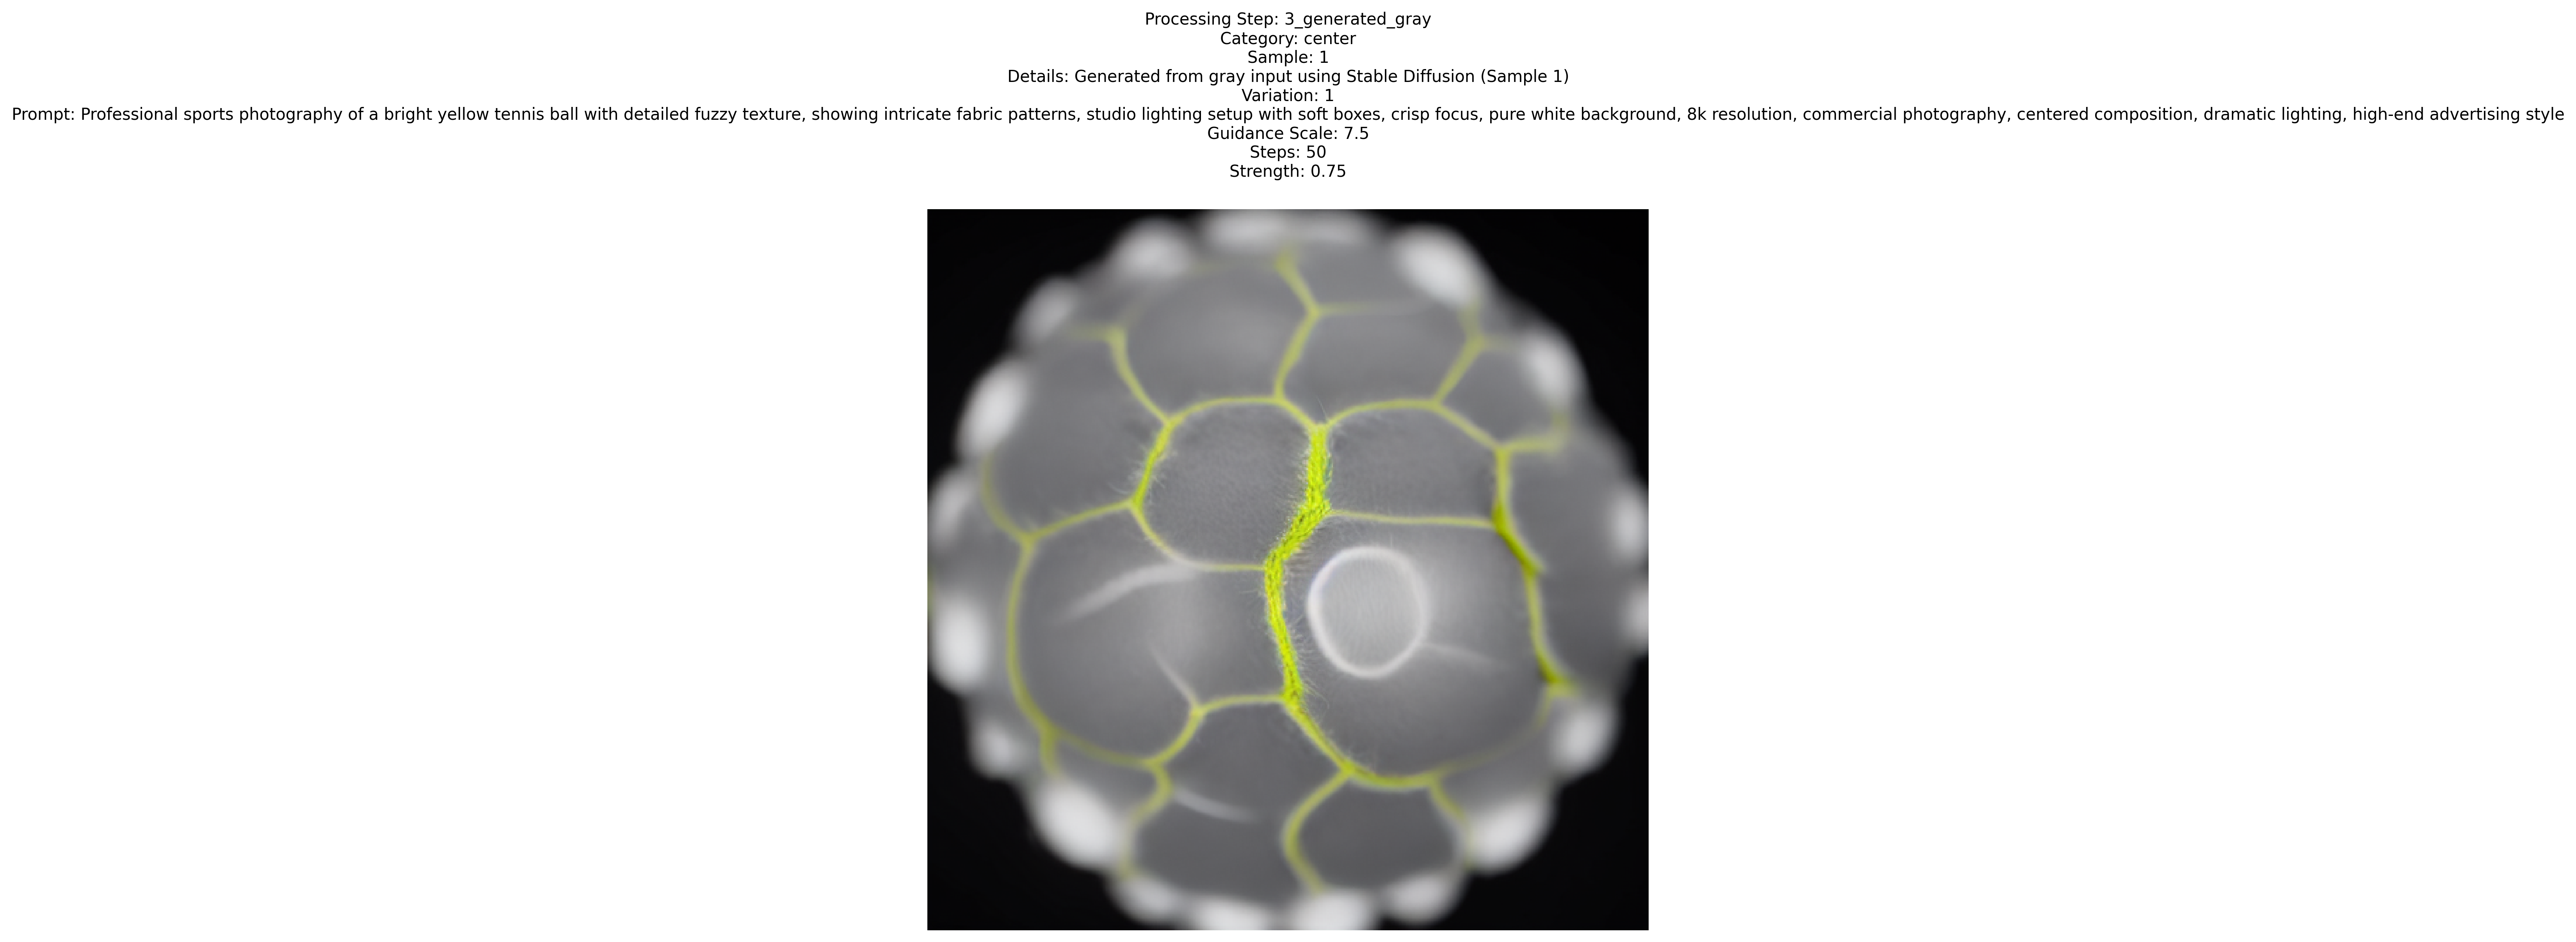 Processing Step: 3_generated_gray
Category: center
Sample: 1
Details: Generated from gray input using Stable Diffusion (Sample 1)
Variation: 1
Prompt: Professional sports photography of a bright yellow tennis ball with detailed fuzzy texture, showing intricate fabric patterns, studio lighting setup with soft boxes, crisp focus, pure white background, 8k resolution, commercial photography, centered composition, dramatic lighting, high-end advertising style
Guidance Scale: 7.5
Steps: 50
Strength: 0.75